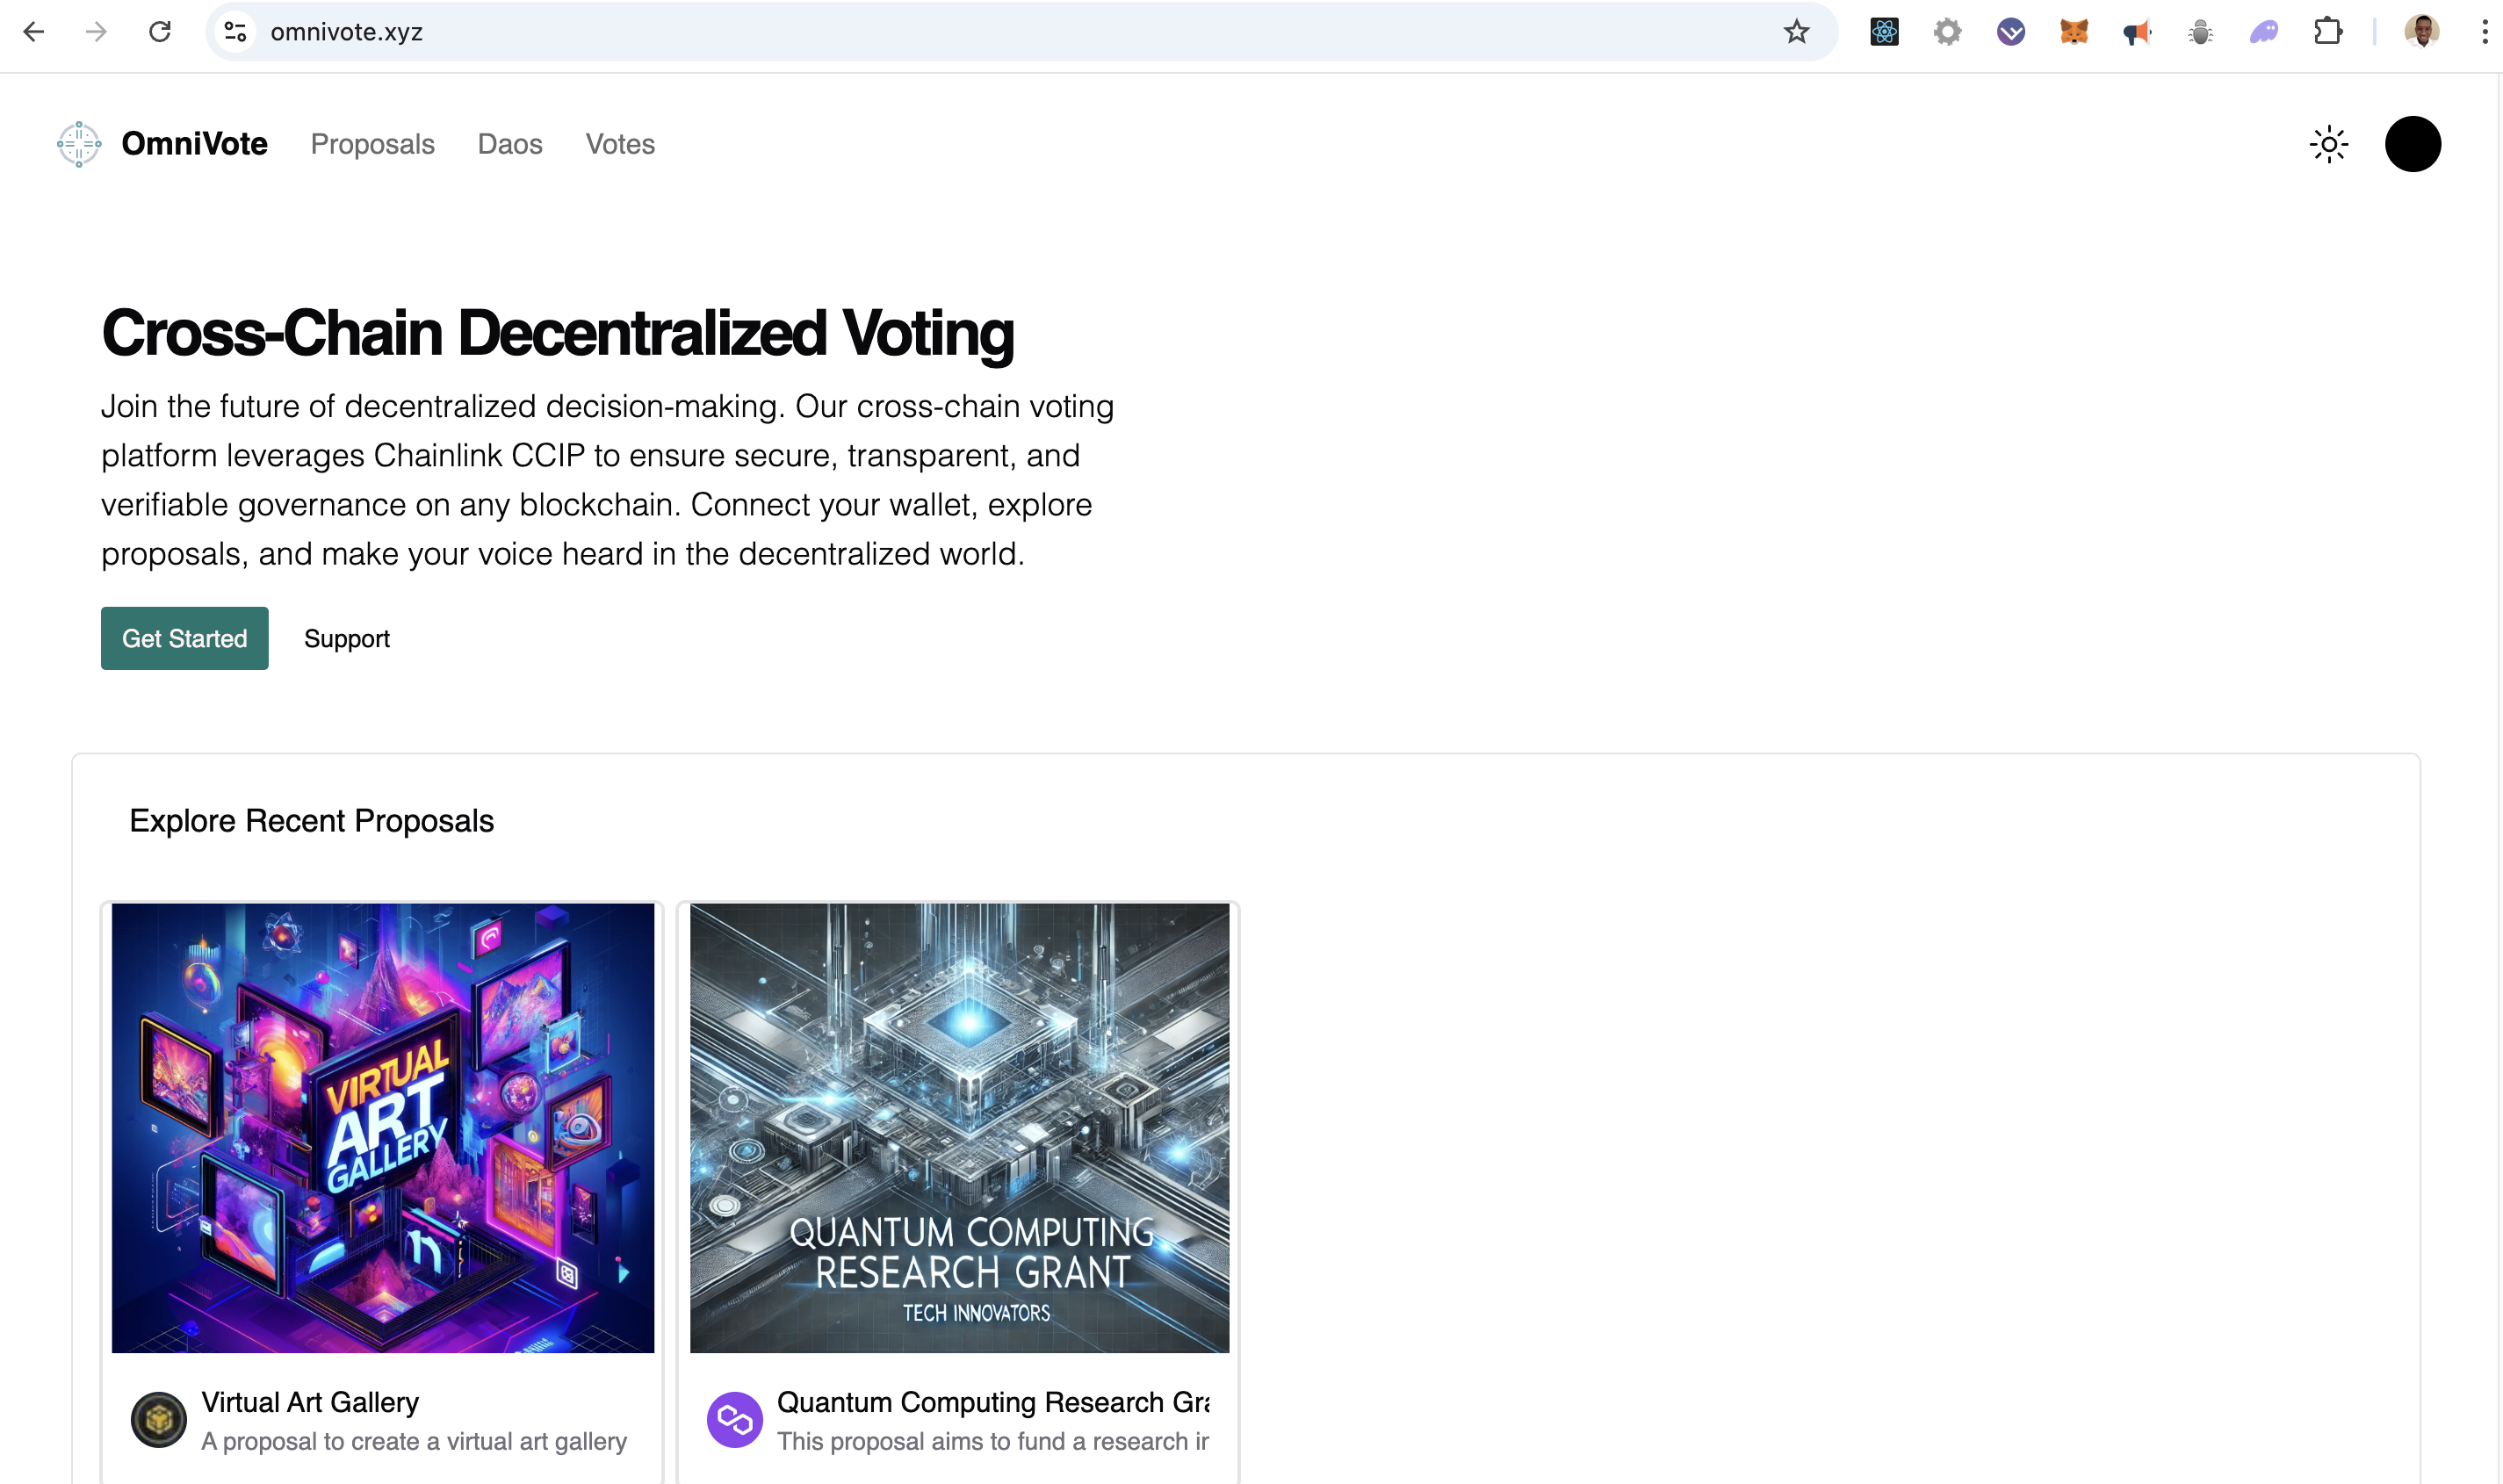 omnivote.xyz
OmniVote Proposals Daos Votes
Cross-Chain Decentralized Voting
Join the future of decentralized decision-making. Our cross-chain voting
platform leverages Chainlink CCIP to ensure secure, transparent, and
verifiable governance on any blockchain. Connect your wallet, explore
proposals, and make your voice heard in the decentralized world.
Get Started Support
Explore Recent Proposals
VIRTUAL
ART
GALLERY
QUANTUM COMPUTING
RESEARCH GRANT
TECH INNOVATORS
Virtual Art Gallery
A proposal to create a virtual art gallery
Quantum Computing Research Gra
This proposal aims to fund a research in